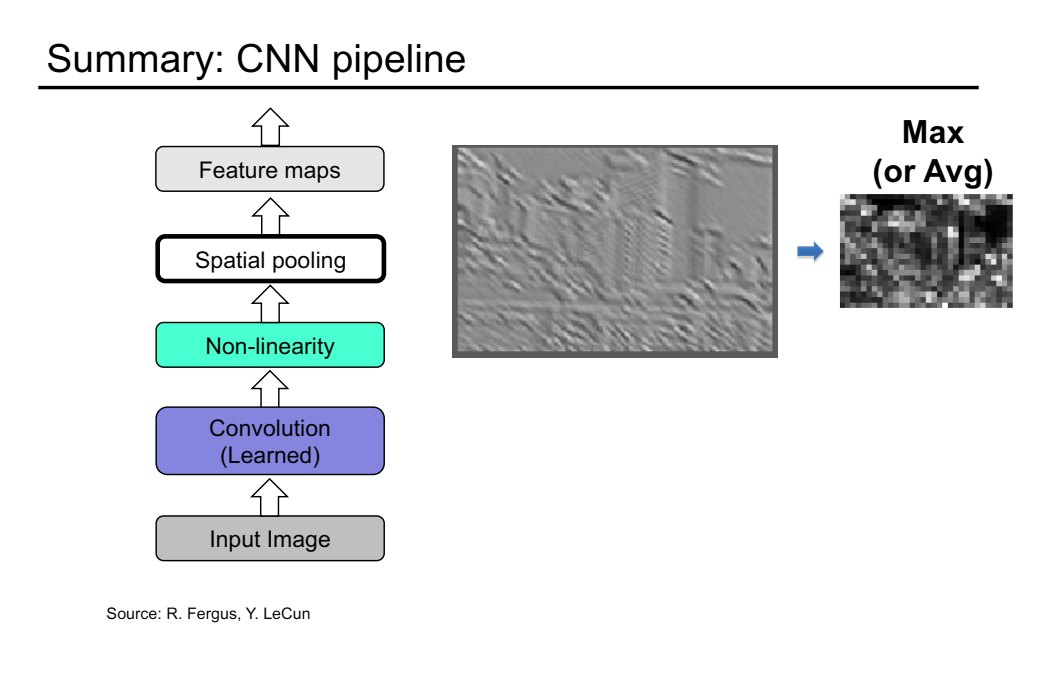 Summary: CNN pipeline
Feature maps
Spatial pooling
Non-linearity
Convolution
(Learned)
Input Image
Max
(or Avg)
Source: R. Fergus, Y. LeCun